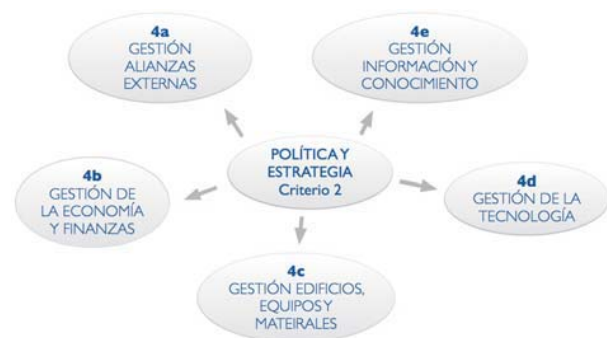 4a
GESTIÓN
ALIANZAS
EXTERNAS
4e
GESTIÓN
INFORMACIÓN Y
CONOCIMIENTO
POLÍTICA Y
ESTRATEGIA
Criterio 2
4b
GESTIÓN DE
LA ECONOMÍA
Y FINANZAS
4d
GESTIÓN DE LA
TECNOLOGÍA
4c
GESTIÓN EDIFICIOS,
EQUIPOS Y
MATEIRALES